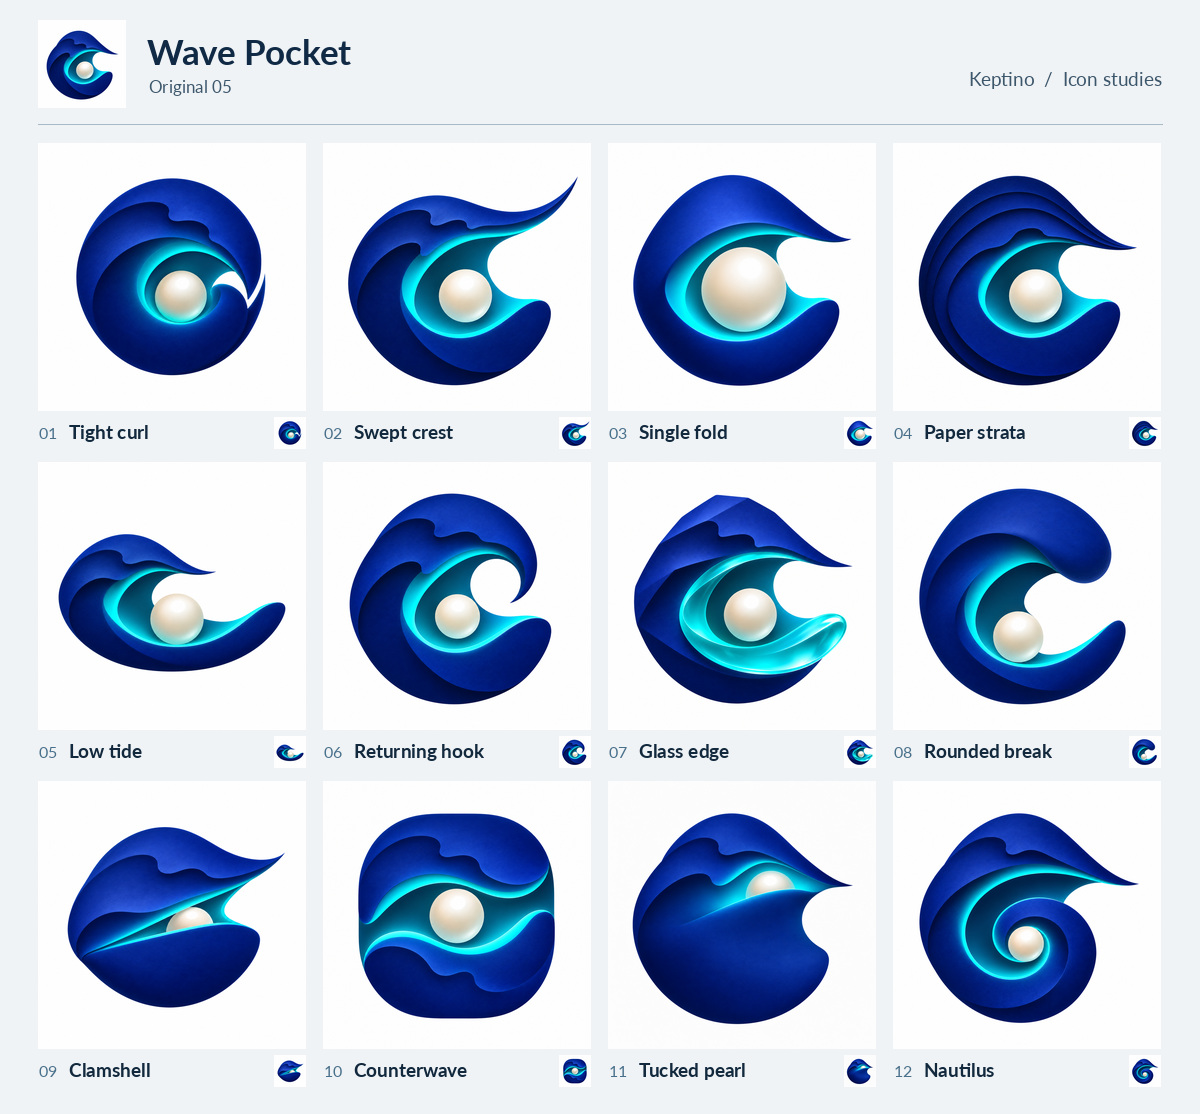 Wave Pocket
Original 05
Keptino / Icon studies
01 Tight curl
02 Swept crest
03 Single fold
04 Paper strata
05 Low tide
06 Returning hook
07 Glass edge
08 Rounded break
09 Clamshell
10 Counterwave
11 Tucked pearl
12 Nautilus